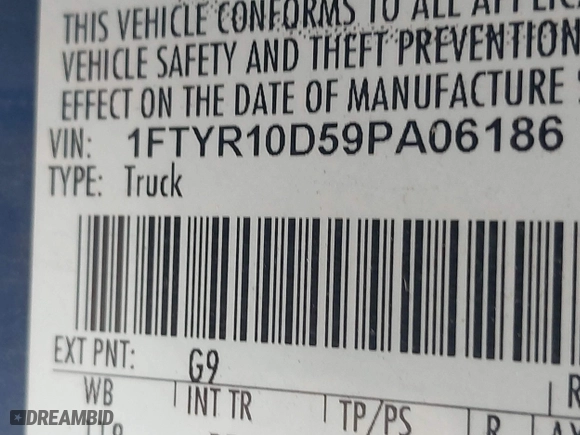 THIS VEHICLE CONFORMS TO ALL
VEHICLE SAFETY AND THEFT PREVENTION
EFFECT ON THE DATE OF MANUFACTURE
VIN: 1FTYR10D59PA06186
TYPE: Truck
EXT PNT: G9
WB INT TR TP/PS R
DREAMBID